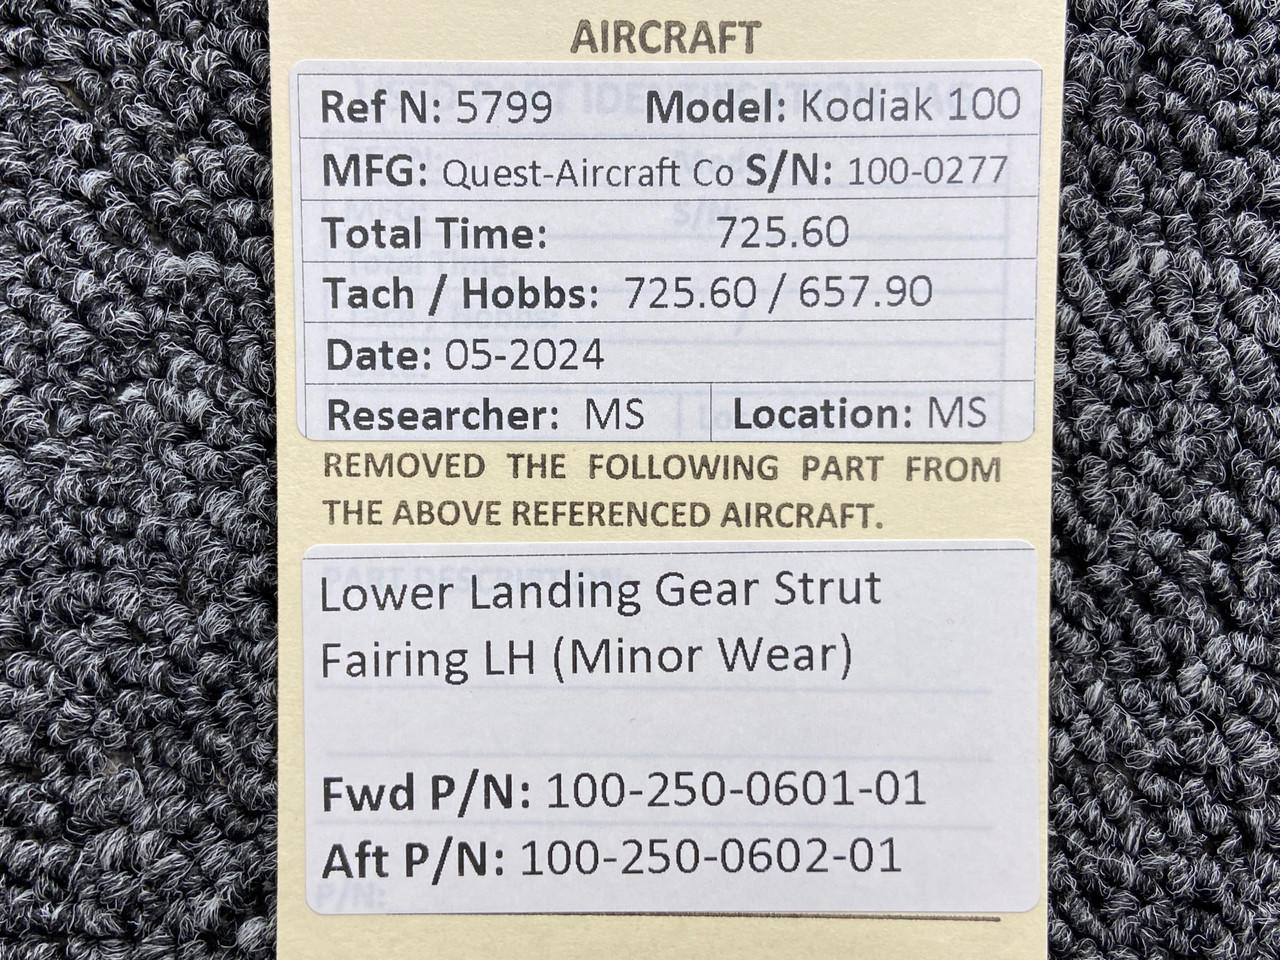 AIRCRAFT
Ref N: 5799 Model: Kodiak 100
MFG: Quest-Aircraft Co S/N: 100-0277
Total Time: 725.60
Tach / Hobbs: 725.60 / 657.90
Date: 05-2024
Researcher: MS Location: MS
REMOVED THE FOLLOWING PART FROM
THE ABOVE REFERENCED AIRCRAFT.
Lower Landing Gear Strut
Fairing LH (Minor Wear)
Fwd P/N: 100-250-0601-01
Aft P/N: 100-250-0602-01
P/N: